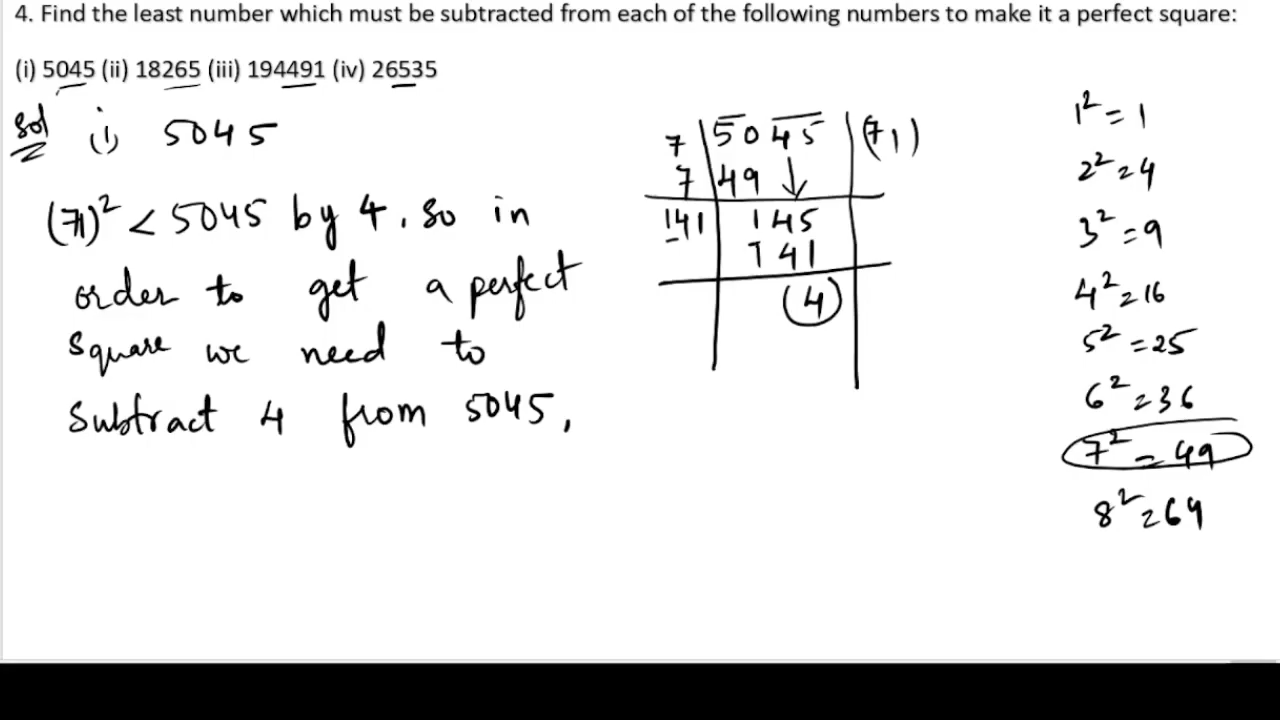 4. Find the least number which must be subtracted from each of the following numbers to make it a perfect square:
(i) 5045 (ii) 18265 (iii) 194491 (iv) 26535
Sol (i) 5045
(71)² < 5045 by 4. So in
order to get a perfect
square we need to
subtract 4 from 5045.
7 5045 (71)
7 49
141 145
141
4
1² = 1
2² = 4
3² = 9
4² = 16
5² = 25
6² = 36
7² = 49
8² = 64